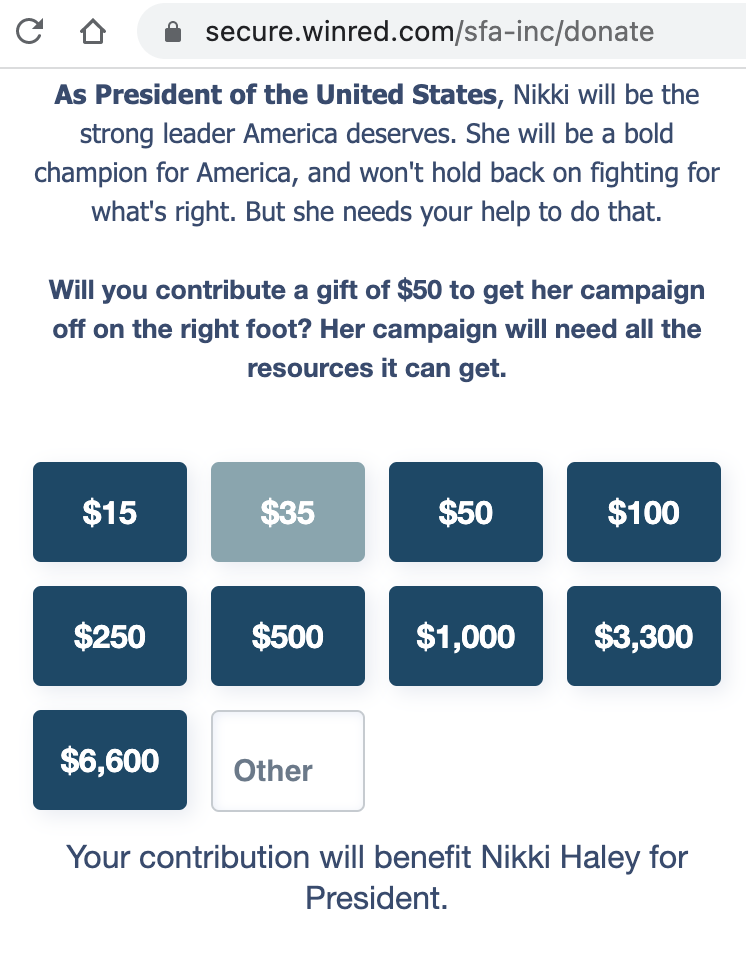 secure.winred.com/sfa-inc/donate
As President of the United States, Nikki will be the
strong leader America deserves. She will be a bold
champion for America, and won't hold back on fighting for
what's right. But she needs your help to do that.
Will you contribute a gift of $50 to get her campaign
off on the right foot? Her campaign will need all the
resources it can get.
$15 $35 $50 $100
$250 $500 $1,000 $3,300
$6,600 Other
Your contribution will benefit Nikki Haley for
President.